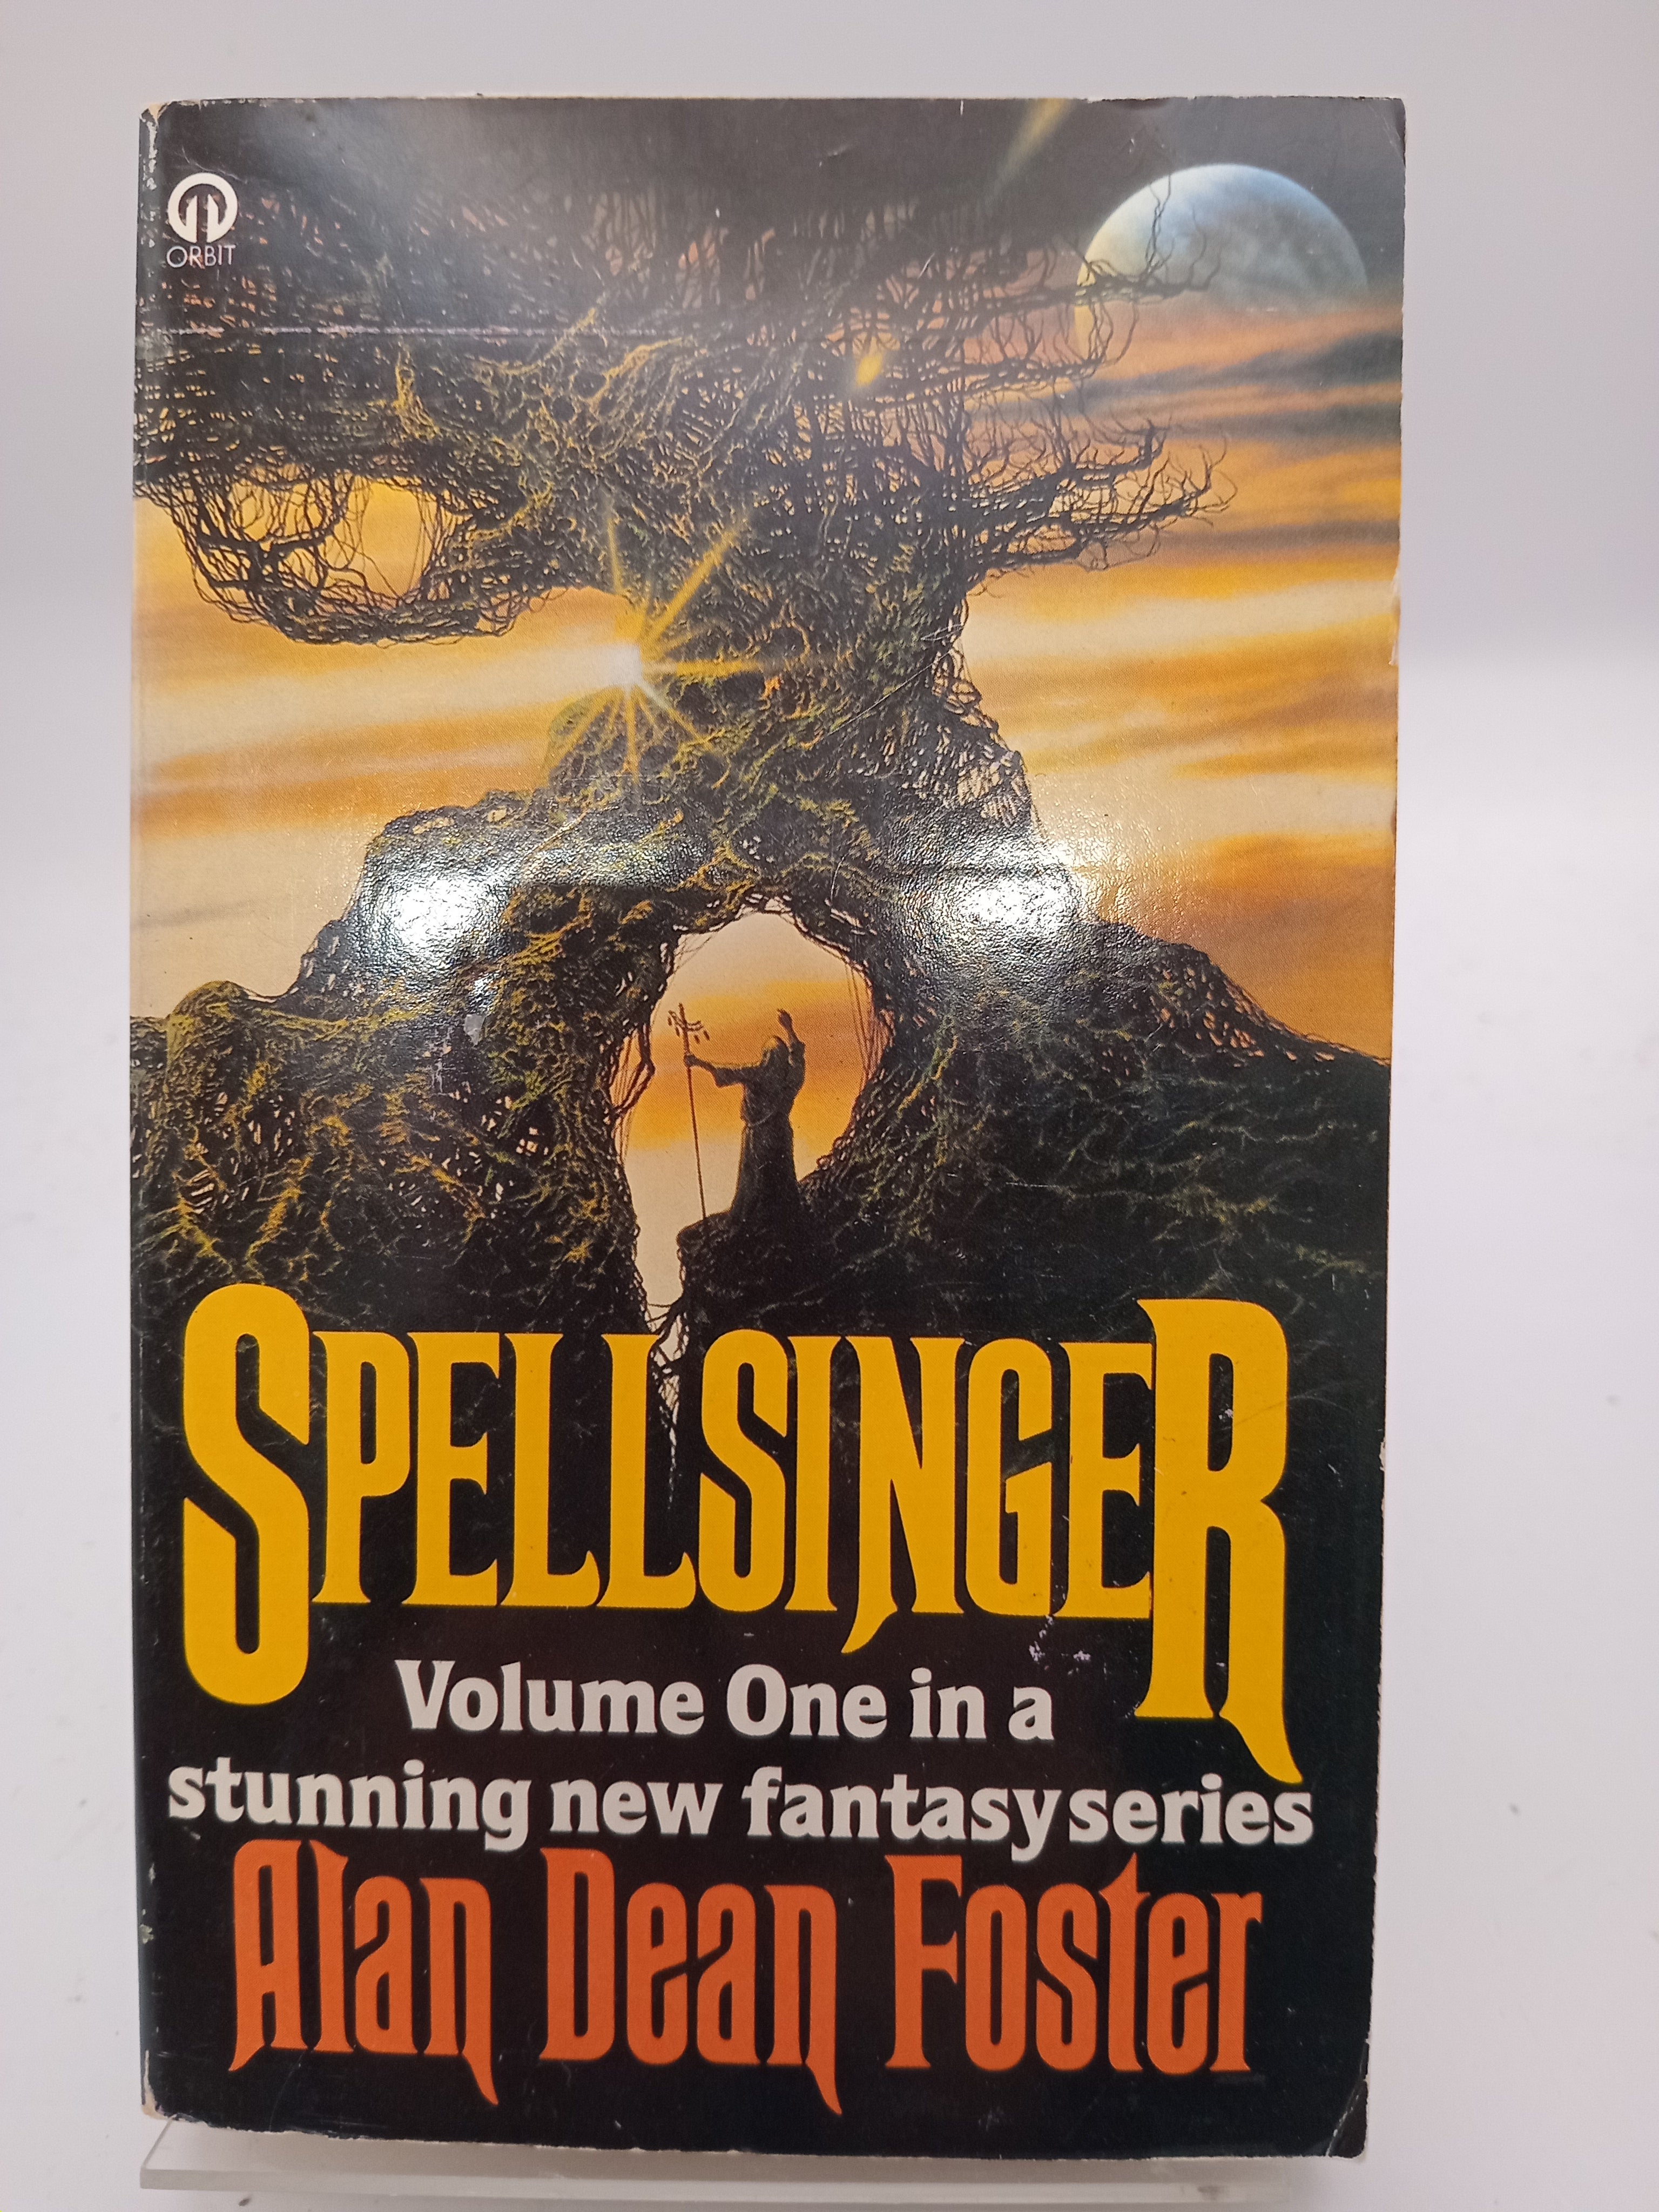 ORBIT
SPELLSINGER
Volume One in a
stunning new fantasy series
Alan Dean Foster